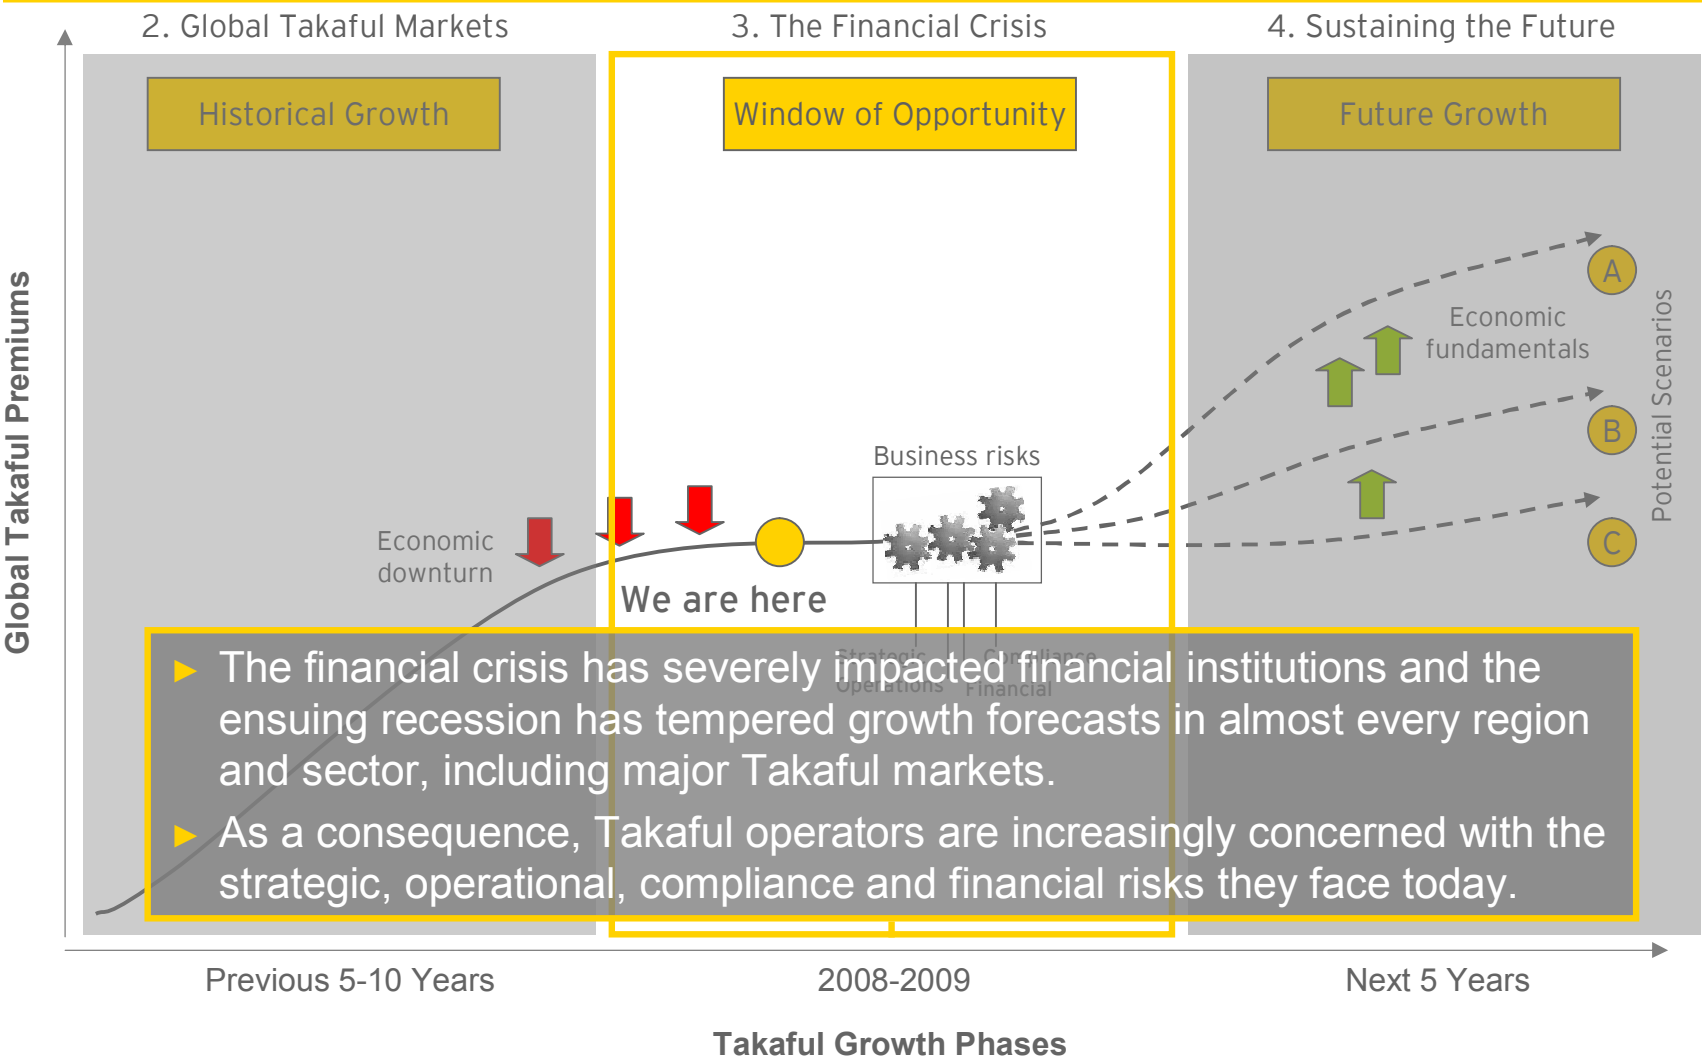 2. Global Takaful Markets
3. The Financial Crisis
4. Sustaining the Future
Historical Growth
Window of Opportunity
Future Growth
Global Takaful Premiums
A
Economic
fundamentals
B
Potential Scenarios
Business risks
Economic
downturn
C
We are here
Strategic
Compliance
Operations
Financial
► The financial crisis has severely impacted financial institutions and the
ensuing recession has tempered growth forecasts in almost every region
and sector, including major Takaful markets.
► As a consequence, Takaful operators are increasingly concerned with the
strategic, operational, compliance and financial risks they face today.
Previous 5-10 Years
2008-2009
Next 5 Years
Takaful Growth Phases